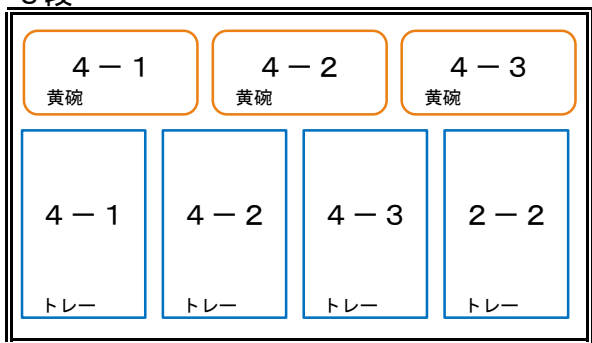 ４－１ ４－２ ４－３
黄碗 黄碗 黄碗
４－１ ４－２ ４－３ ２－２
トレー トレー トレー トレー